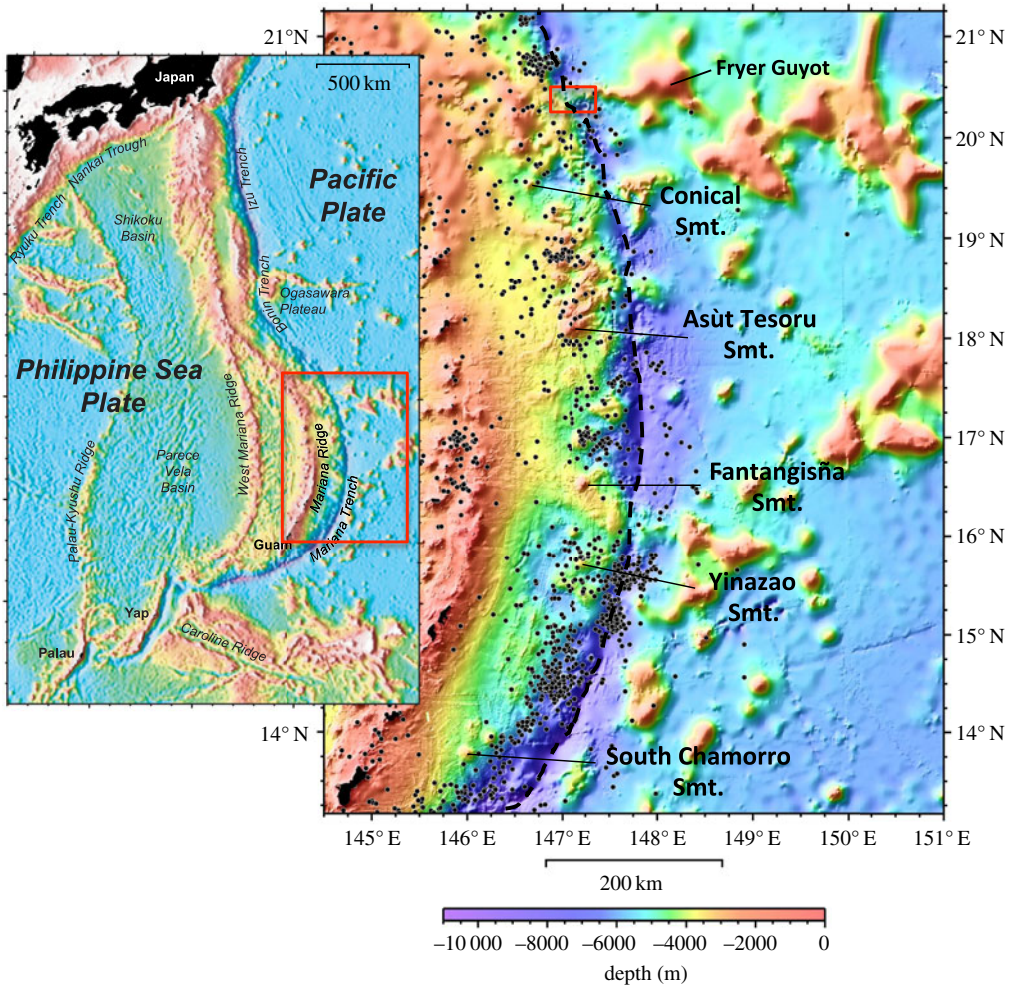 21° N
21° N
Fryer Guyot
20° N
Conical
Smt.
19° N
Asùt Tesoru
Smt.
18° N
17° N
Fantangisña
Smt.
16° N
Yinazao
Smt.
15° N
14° N
14° N
South Chamorro
Smt.
145° E
146° E
147° E
148° E
149° E
150° E
151° E
200 km
–10 000
–8000
–6000
–4000
–2000
0
depth (m)
500 km
Japan
Nankai Trough
Ryuku Trench
Izu Trench
Pacific
Plate
Shikoku
Basin
Bonin Trench
Ogasawara
Plateau
Philippine Sea
Plate
West Mariana Ridge
Mariana Ridge
Mariana Trench
Parece
Vela
Basin
Palau-Kyushu Ridge
Guam
Yap
Caroline Ridge
Palau